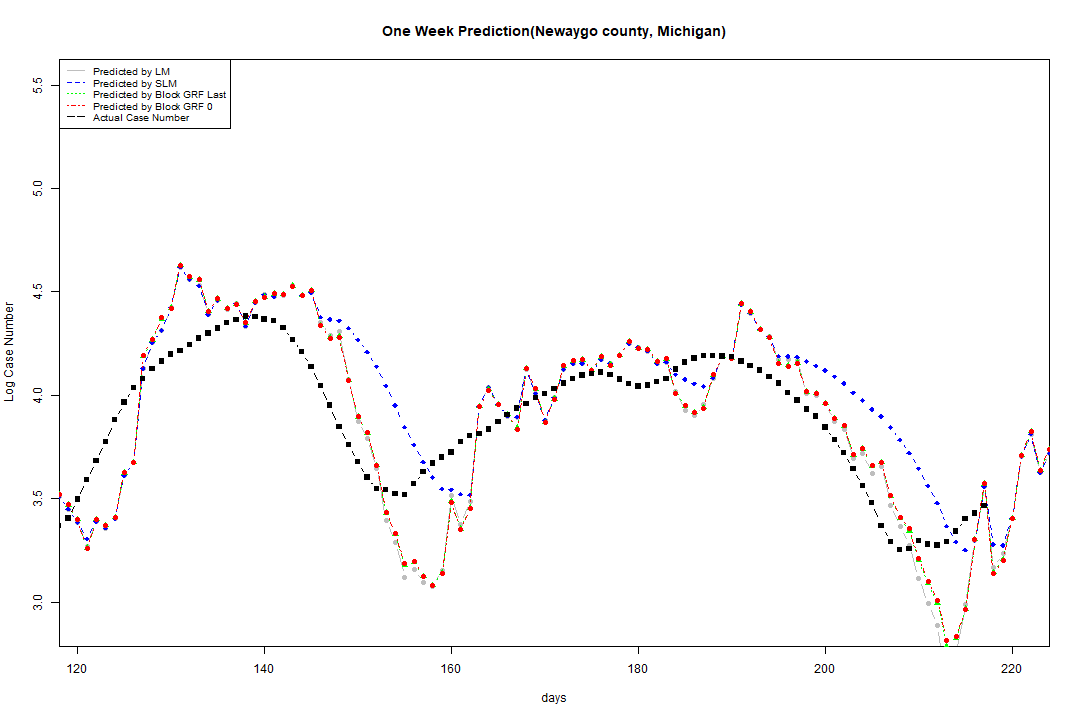 One Week Prediction(Newaygo county, Michigan)
Predicted by LM
Predicted by SLM
Predicted by Block GRF Last
Predicted by Block GRF 0
Actual Case Number
5.5
5.0
4.5
4.0
3.5
3.0
Log Case Number
120 140 160 180 200 220
days